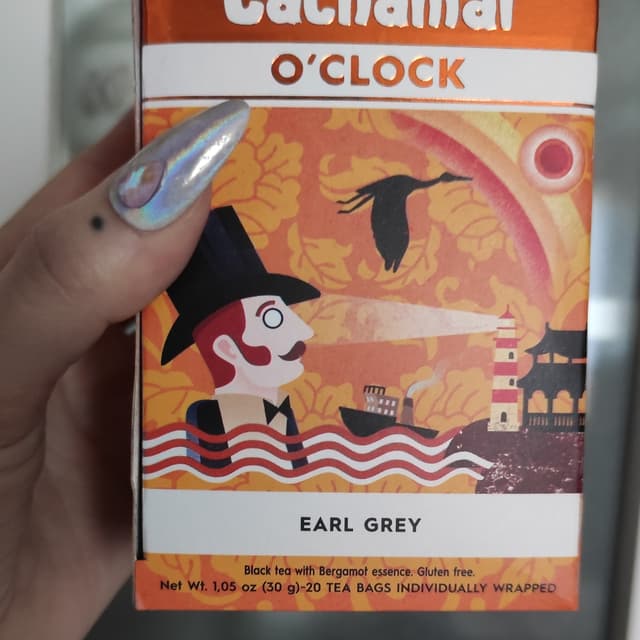 Cachamai
O'CLOCK
EARL GREY
Black tea with Bergamot essence. Gluten free.
Net Wt. 1,05 oz (30 g)-20 TEA BAGS INDIVIDUALLY WRAPPED